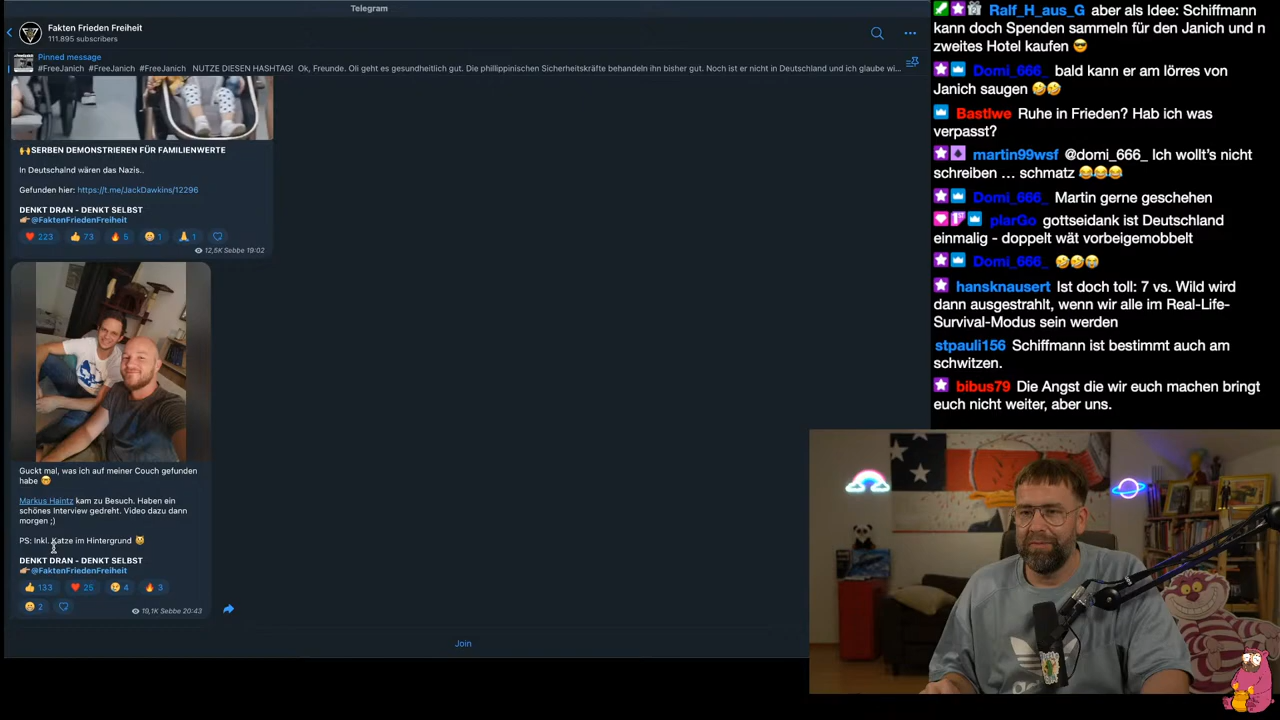 Telegram
Fakten Frieden Freiheit
111.895 subscribers
Pinned message
#FreeJanich #FreeJanich #FreeJanich NUTZE DIESEN HASHTAG! Ok, Freunde. Oli geht es gesundheitlich gut. Die phillippinischen Sicherheitskräfte behandeln ihn bisher gut. Noch ist er nicht in Deutschland und ich glaube wi...
🙌SERBEN DEMONSTRIEREN FÜR FAMILIENWERTE
In Deutschalnd wären das Nazis..
Gefunden hier: https://t.me/JackDawkins/12296
DENKT DRAN - DENKT SELBST
👉@FaktenFriedenFreiheit
❤️ 223 👍 73 🔥 5 😁 1 🙏 1
12,5K Sebbe 19:02
Guckt mal, was ich auf meiner Couch gefunden
habe 🤓
Markus Haintz kam zu Besuch. Haben ein
schönes Interview gedreht. Video dazu dann
morgen ;)
PS: Inkl. Katze im Hintergrund 😺
DENKT DRAN - DENKT SELBST
👉@FaktenFriedenFreiheit
👍 133 ❤️ 25 😢 4 🔥 3
😁 2
19,1K Sebbe 20:43
Join
Ralf_H_aus_G aber als Idee: Schiffmann
kann doch Spenden sammeln für den Janich und n
zweites Hotel kaufen 😎
Domi_666_ bald kann er am lörres von
Janich saugen 🤣🤣
Bastlwe Ruhe in Frieden? Hab ich was
verpasst?
martin99wsf @domi_666_ Ich wollt’s nicht
schreiben … schmatz 😂😂😂
Domi_666_ Martin gerne geschehen
plarGo gottseidank ist Deutschland
einmalig - doppelt wät vorbeigemobbelt
Domi_666_ 🤣🤣😭
hansknausert Ist doch toll: 7 vs. Wild wird
dann ausgestrahlt, wenn wir alle im Real-Life-
Survival-Modus sein werden
stpauli156 Schiffmann ist bestimmt auch am
schwitzen.
bibus79 Die Angst die wir euch machen bringt
euch nicht weiter, aber uns.